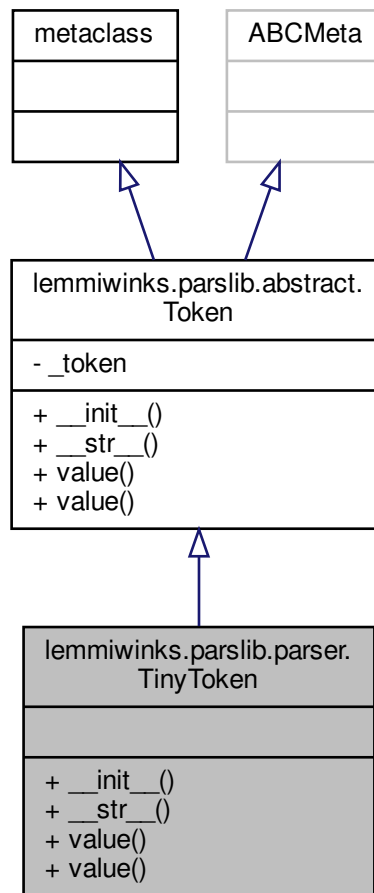 metaclass
ABCMeta
lemmiwinks.parslib.abstract.
Token
- _token
+ __init__()
+ __str__()
+ value()
+ value()
lemmiwinks.parslib.parser.
TinyToken
+ __init__()
+ __str__()
+ value()
+ value()